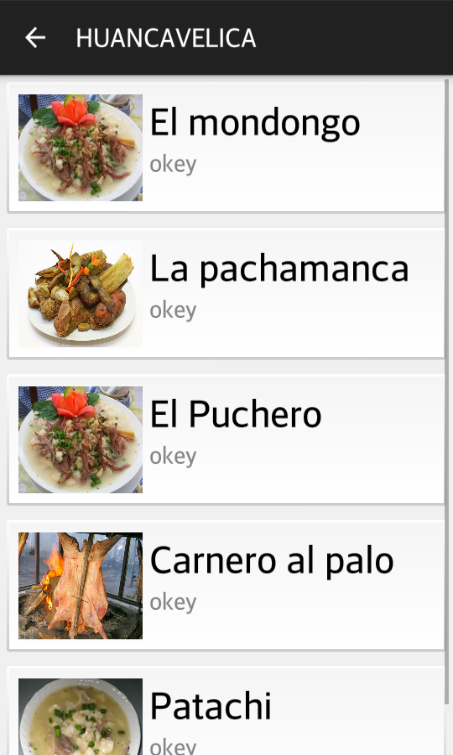 HUANCAVELICA
El mondongo
okey
La pachamanca
okey
El Puchero
okey
Carnero al palo
okey
Patachi
okey